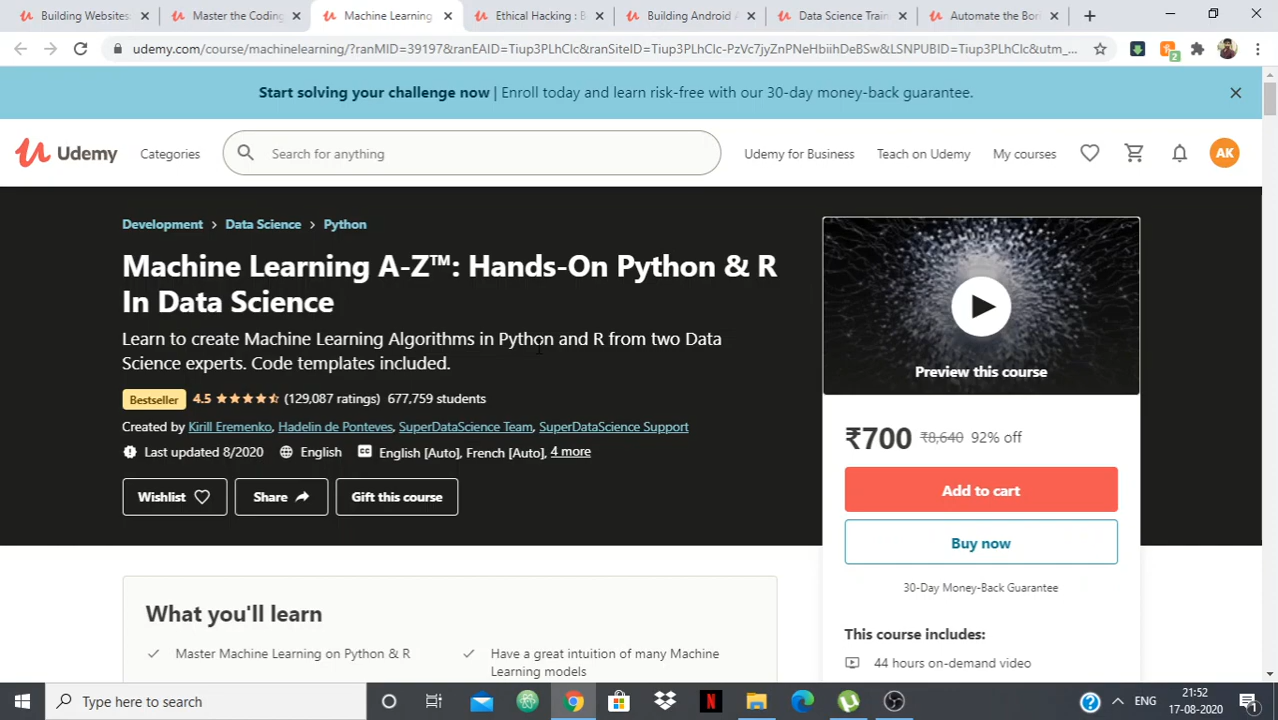 Building Websites
Master the Coding
Machine Learning
Ethical Hacking : B
Building Android A
Data Science Train
Automate the Bori
udemy.com/course/machinelearning/?ranMID=39197&ranEAID=Tiup3PLhCIc&ranSiteID=Tiup3PLhCIc-PzVc7jyZnPNeHbiihDeBSw&LSNPUBID=Tiup3PLhCIc&utm_...
2
Start solving your challenge now | Enroll today and learn risk-free with our 30-day money-back guarantee.
Udemy
Categories
Search for anything
Udemy for Business
Teach on Udemy
My courses
AK
Development > Data Science > Python
Machine Learning A-Z™: Hands-On Python & R
In Data Science
Learn to create Machine Learning Algorithms in Python and R from two Data
Science experts. Code templates included.
Bestseller 4.5 (129,087 ratings) 677,759 students
Created by Kirill Eremenko, Hadelin de Ponteves, SuperDataScience Team, SuperDataScience Support
Last updated 8/2020 English English [Auto], French [Auto], 4 more
Wishlist
Share
Gift this course
Preview this course
₹700 ₹8,640 92% off
Add to cart
Buy now
30-Day Money-Back Guarantee
This course includes:
44 hours on-demand video
What you'll learn
Master Machine Learning on Python & R
Have a great intuition of many Machine
Learning models
Type here to search
ENG
21:52
17-08-2020
1